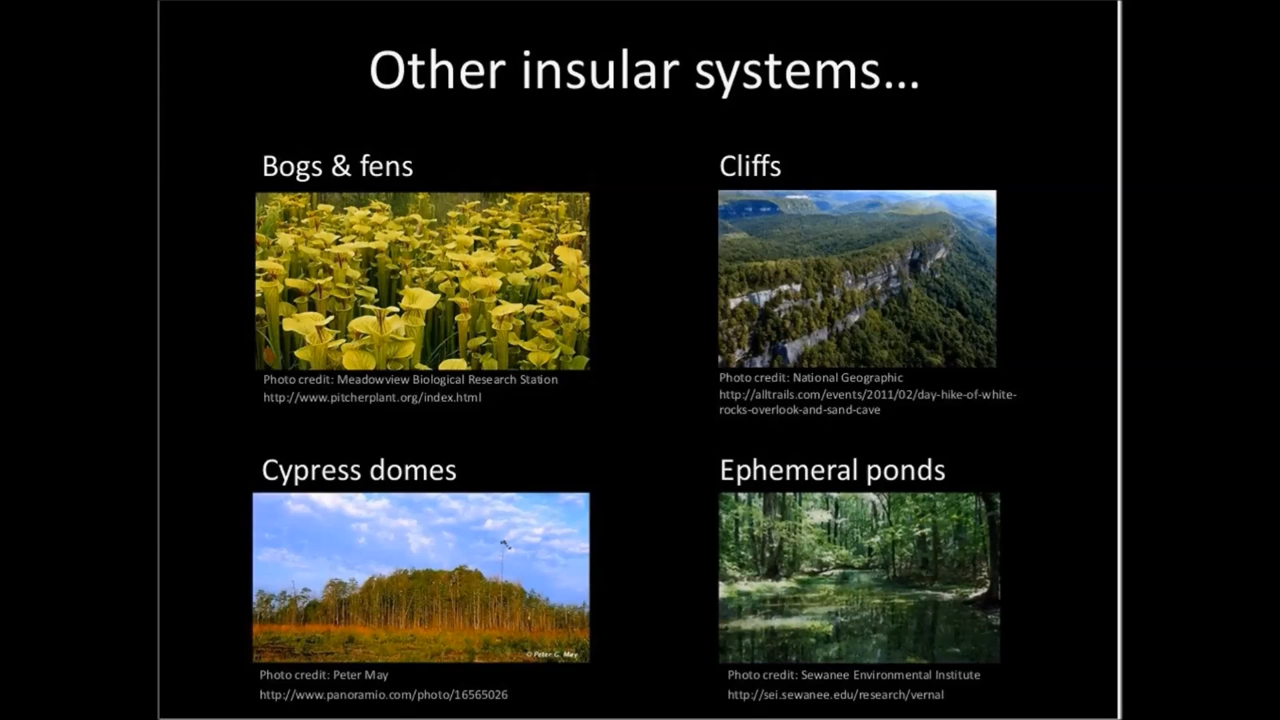 Other insular systems...
Bogs & fens
Photo credit: Meadowview Biological Research Station
http://www.pitcherplant.org/index.html
Cliffs
Photo credit: National Geographic
http://alltrails.com/events/2011/02/day-hike-of-white-
rocks-overlook-and-sand-cave
Cypress domes
© Peter G. May
Photo credit: Peter May
http://www.panoramio.com/photo/16565026
Ephemeral ponds
Photo credit: Sewanee Environmental Institute
http://sei.sewanee.edu/research/vernal